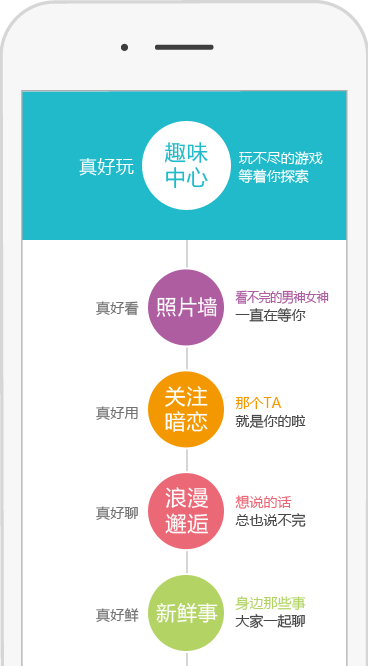 真好玩
趣味
中心
玩不尽的游戏
等着你探索
真好看
照片墙
看不完的男神女神
一直在等你
真好用
关注
暗恋
那个TA
就是你的啦
真好聊
浪漫
邂逅
想说的话
总也说不完
真好鲜
新鲜事
身边那些事
大家一起聊